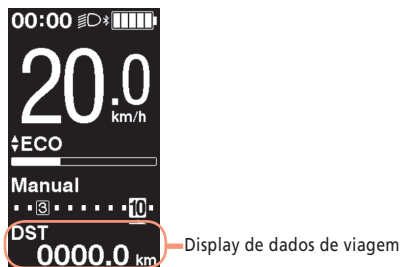 00:00
20.0
km/h
ECO
Manual
3 10
DST
0000.0 km
Display de dados de viagem